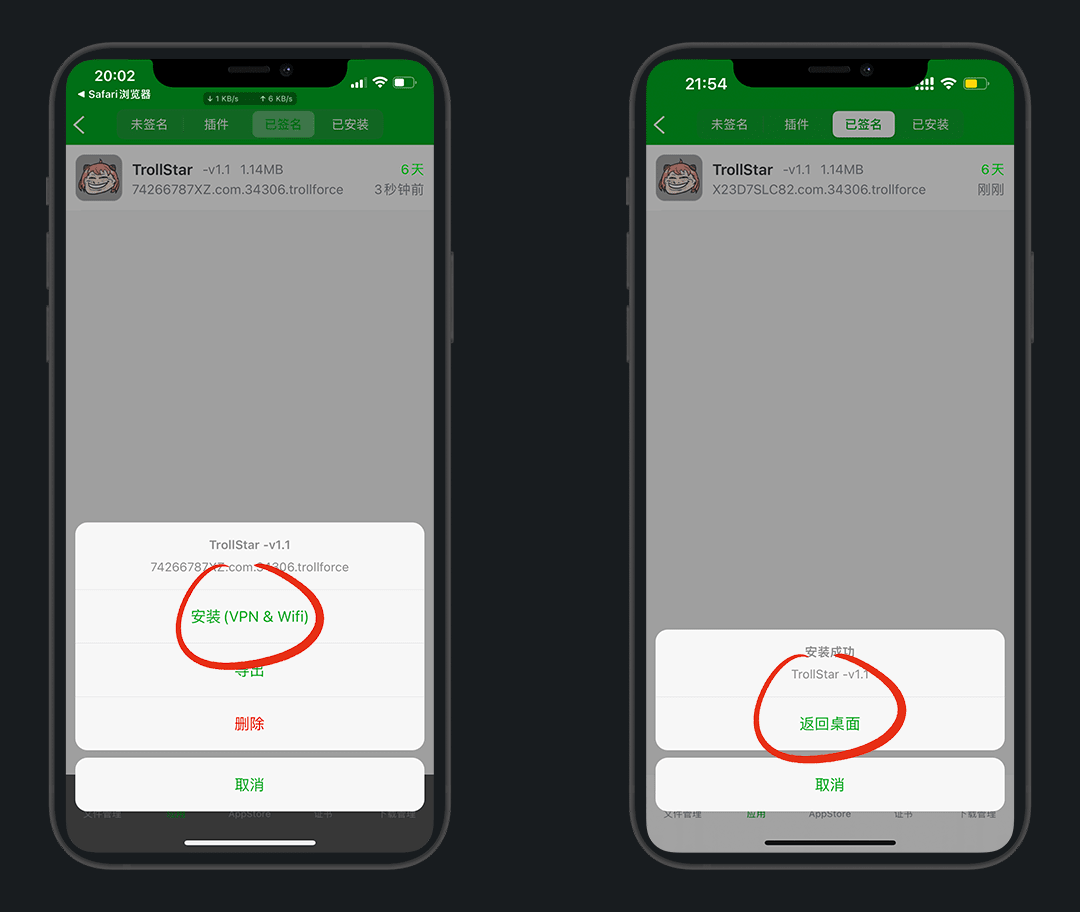 20:02
◀ Safari浏览器
↓ 1 KB/s ↑ 6 KB/s
未签名 插件 已签名 已安装
TrollStar -v1.1 1.14MB 6天
74266787XZ.com.34306.trollforce 3秒钟前
TrollStar -v1.1
74266787XZ.com.34306.trollforce
安装 (VPN & Wifi)
导出
删除
取消
文件管理 应用 AppStore 证书 下载管理
21:54
未签名 插件 已签名 已安装
TrollStar -v1.1 1.14MB 6天
X23D7SLC82.com.34306.trollforce 刚刚
安装成功
TrollStar -v1.1
返回桌面
取消
文件管理 应用 AppStore 证书 下载管理